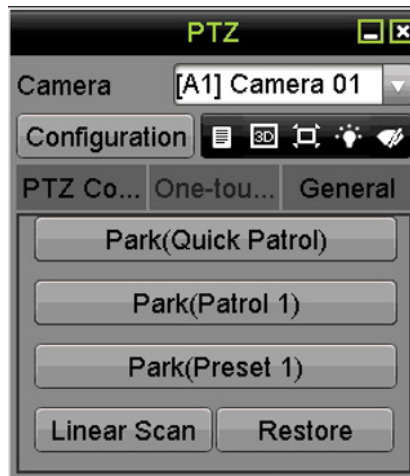 PTZ
Camera [A1] Camera 01
Configuration 3D
PTZ Co... One-tou... General
Park(Quick Patrol)
Park(Patrol 1)
Park(Preset 1)
Linear Scan Restore